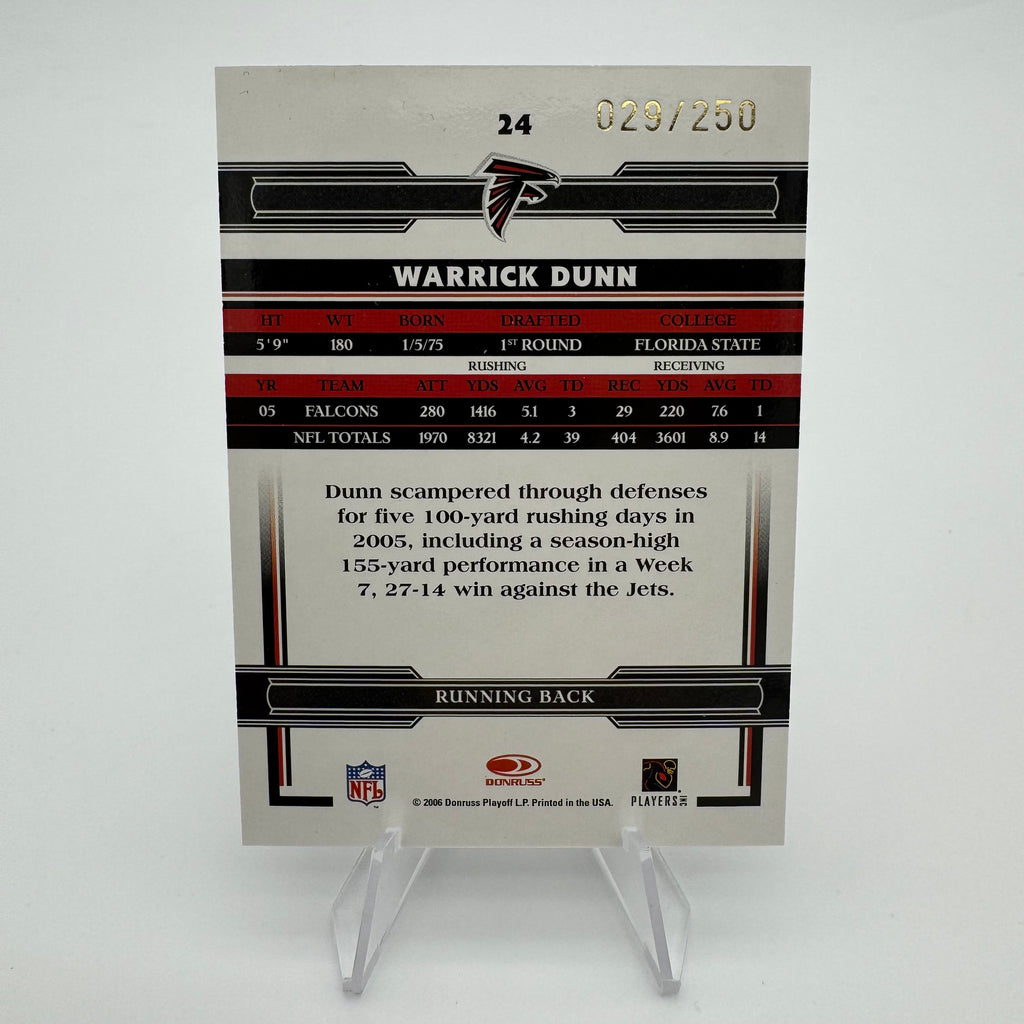 24 029/250
WARRICK DUNN
HT WT BORN DRAFTED COLLEGE
5'9" 180 1/5/75 1ST ROUND FLORIDA STATE
RUSHING RECEIVING
YR TEAM ATT YDS AVG TD REC YDS AVG TD
05 FALCONS 280 1416 5.1 3 29 220 7.6 1
NFL TOTALS 1970 8321 4.2 39 404 3601 8.9 14
Dunn scampered through defenses
for five 100-yard rushing days in
2005, including a season-high
155-yard performance in a Week
7, 27-14 win against the Jets.
RUNNING BACK
NFL DONRUSS PLAYERS INC
© 2006 Donruss Playoff L.P. Printed in the USA.